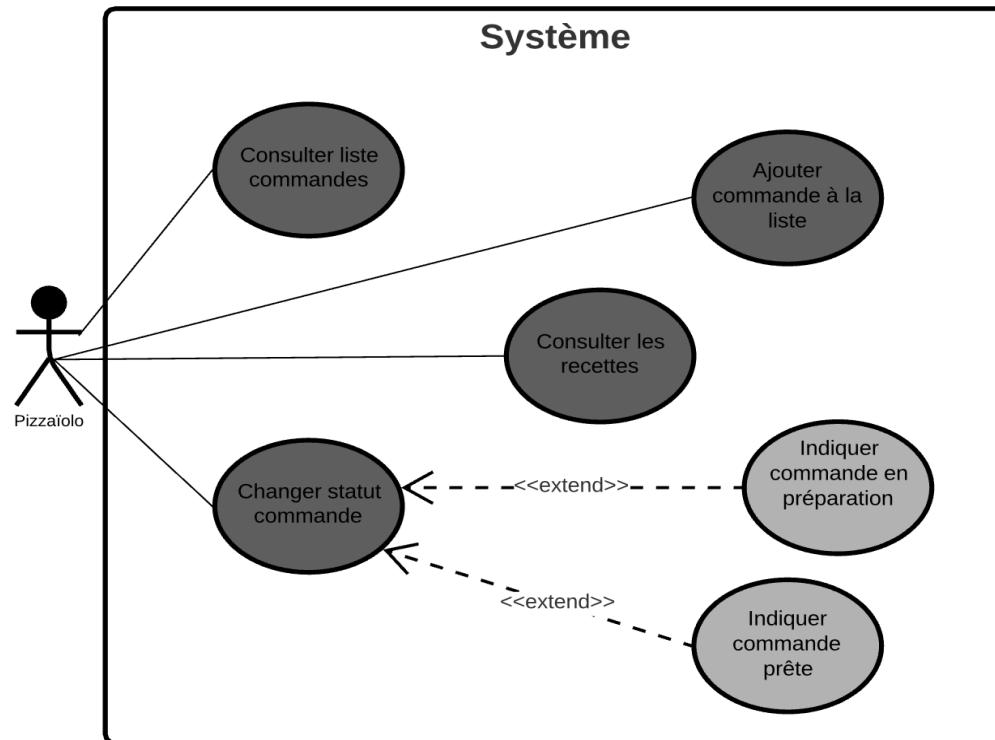 Système
Consulter liste
commandes
Ajouter
commande à la
liste
Consulter les
recettes
Pizzaïolo
Changer statut
commande
<<extend>>
Indiquer
commande en
préparation
<<extend>>
Indiquer
commande
prête